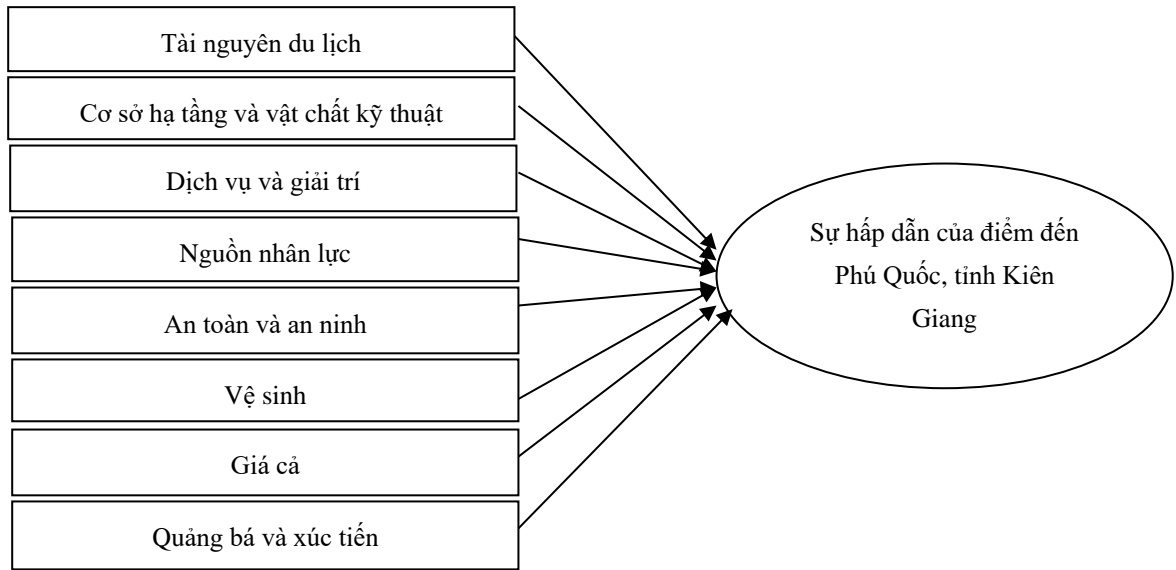 Tài nguyên du lịch
Cơ sở hạ tầng và vật chất kỹ thuật
Dịch vụ và giải trí
Nguồn nhân lực
An toàn và an ninh
Vệ sinh
Giá cả
Quảng bá và xúc tiến
Sự hấp dẫn của điểm đến
Phú Quốc, tỉnh Kiên
Giang